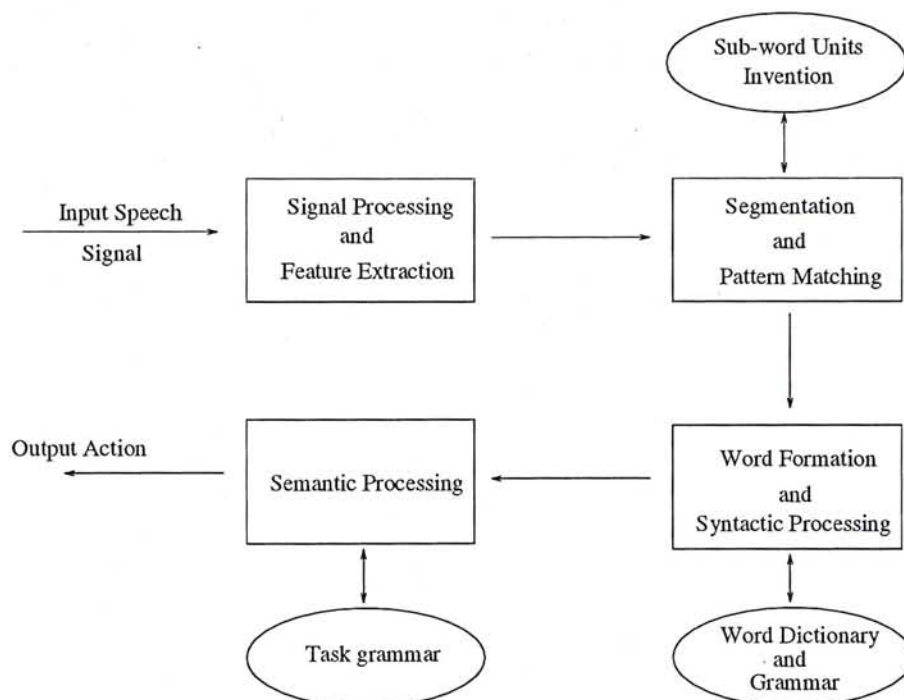 Sub-word Units
Invention
Input Speech
Signal
Signal Processing
and
Feature Extraction
Segmentation
and
Pattern Matching
Output Action
Semantic Processing
Word Formation
and
Syntactic Processing
Task grammar
Word Dictionary
and
Grammar